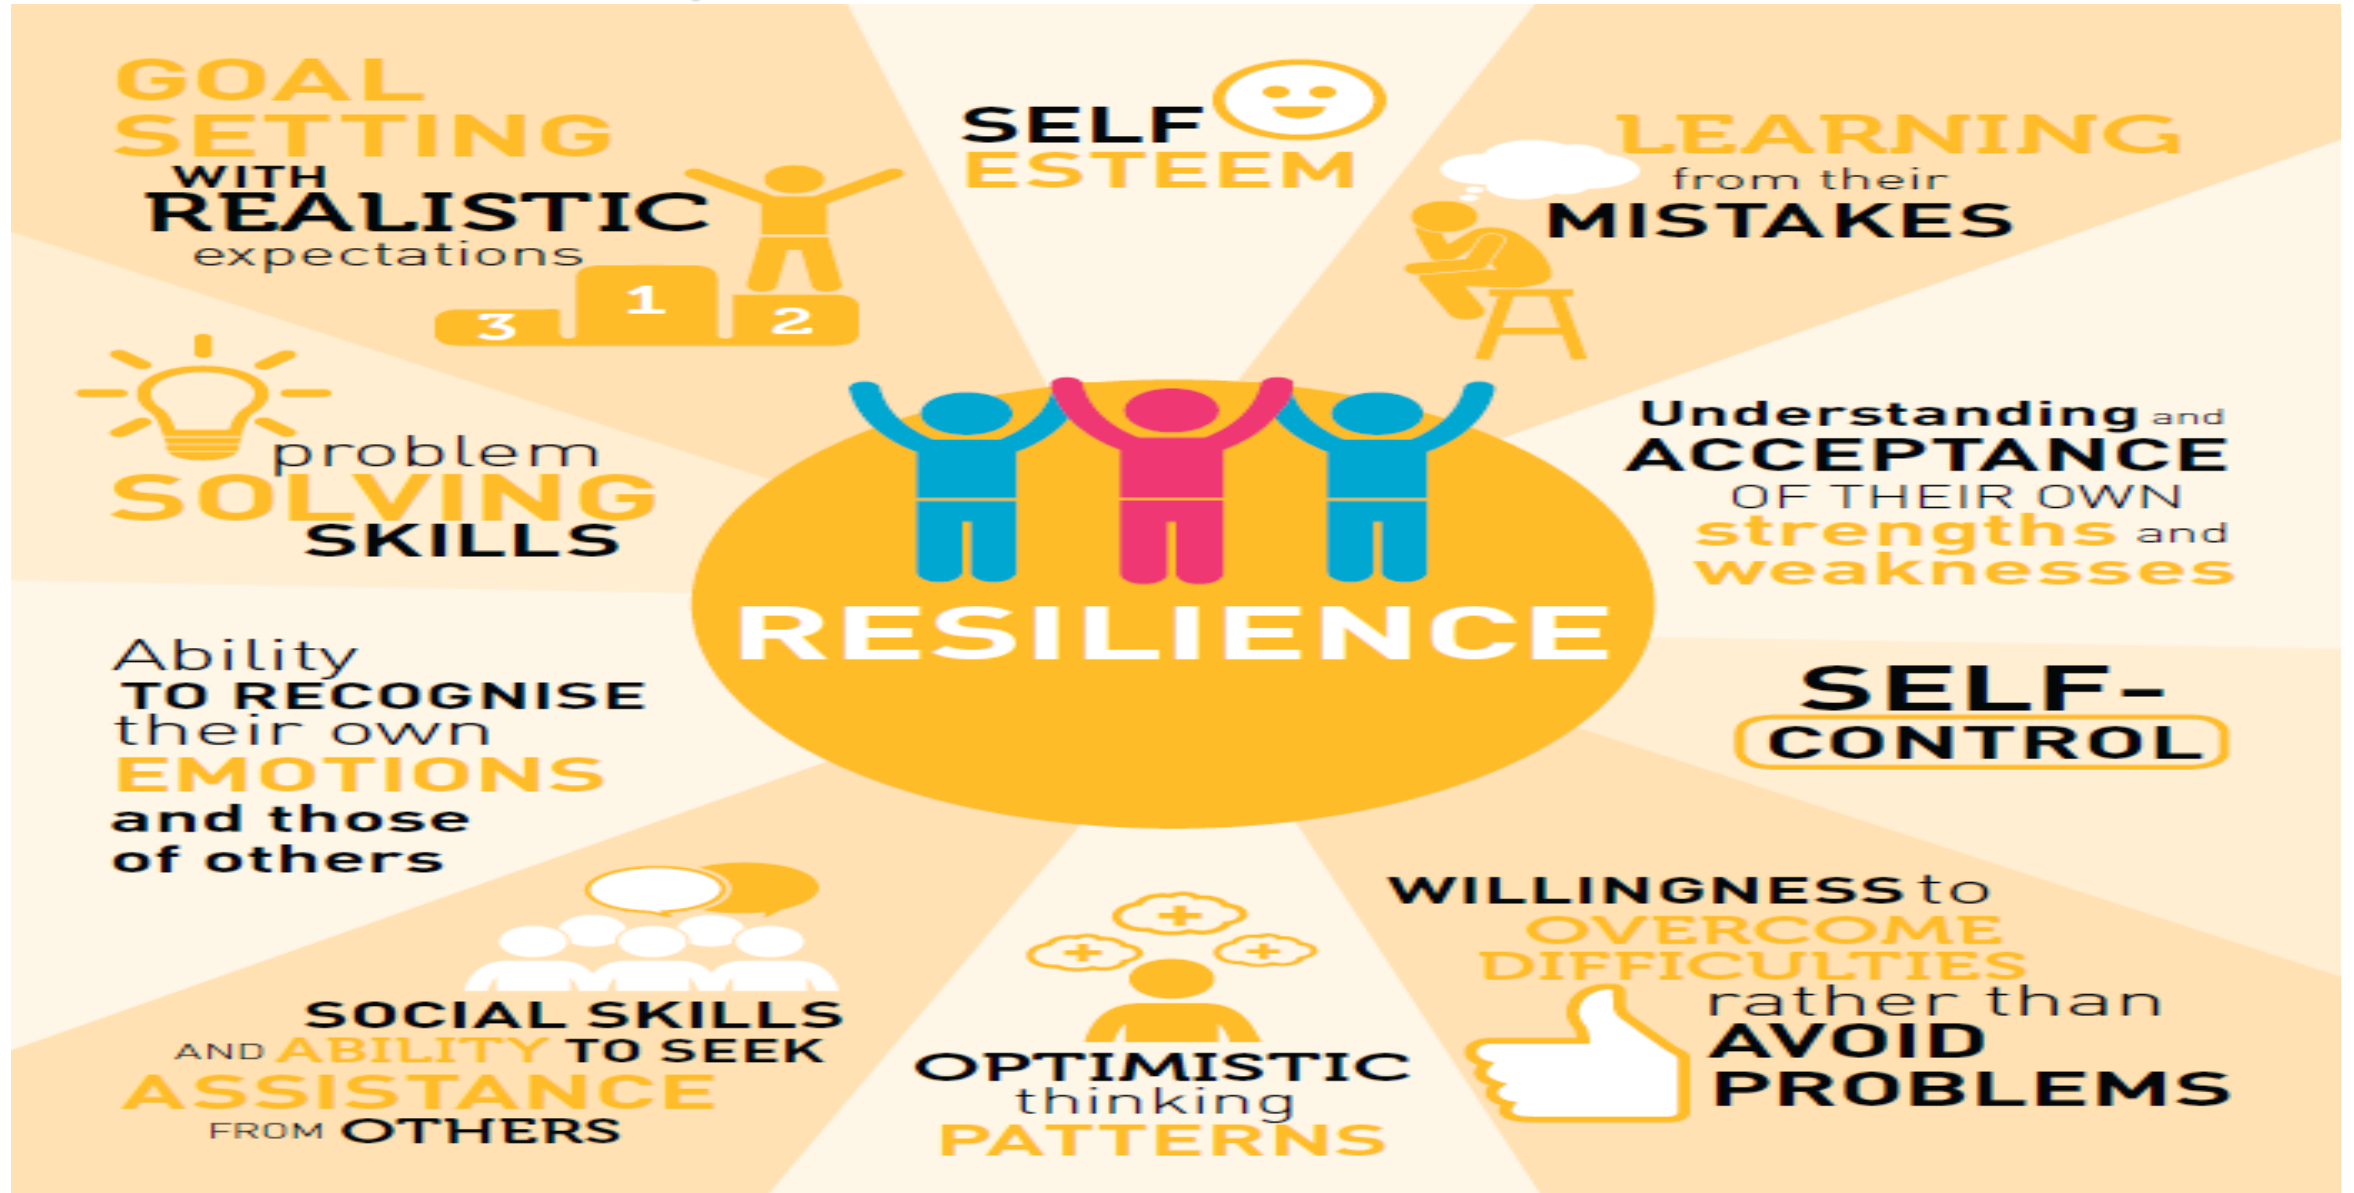 GOAL
SETTING
WITH
REALISTIC
expectations
3
1
2
SELF
ESTEEM
LEARNING
from their
MISTAKES
problem
SOLVING
SKILLS
Understanding and
ACCEPTANCE
OF THEIR OWN
strengths and
weaknesses
RESILIENCE
Ability
TO RECOGNISE
their own
EMOTIONS
and those
of others
SELF-
CONTROL
SOCIAL SKILLS
AND ABILITY TO SEEK
ASSISTANCE
FROM OTHERS
OPTIMISTIC
thinking
PATTERNS
WILLINGNESS to
OVERCOME
DIFFICULTIES
rather than
AVOID
PROBLEMS